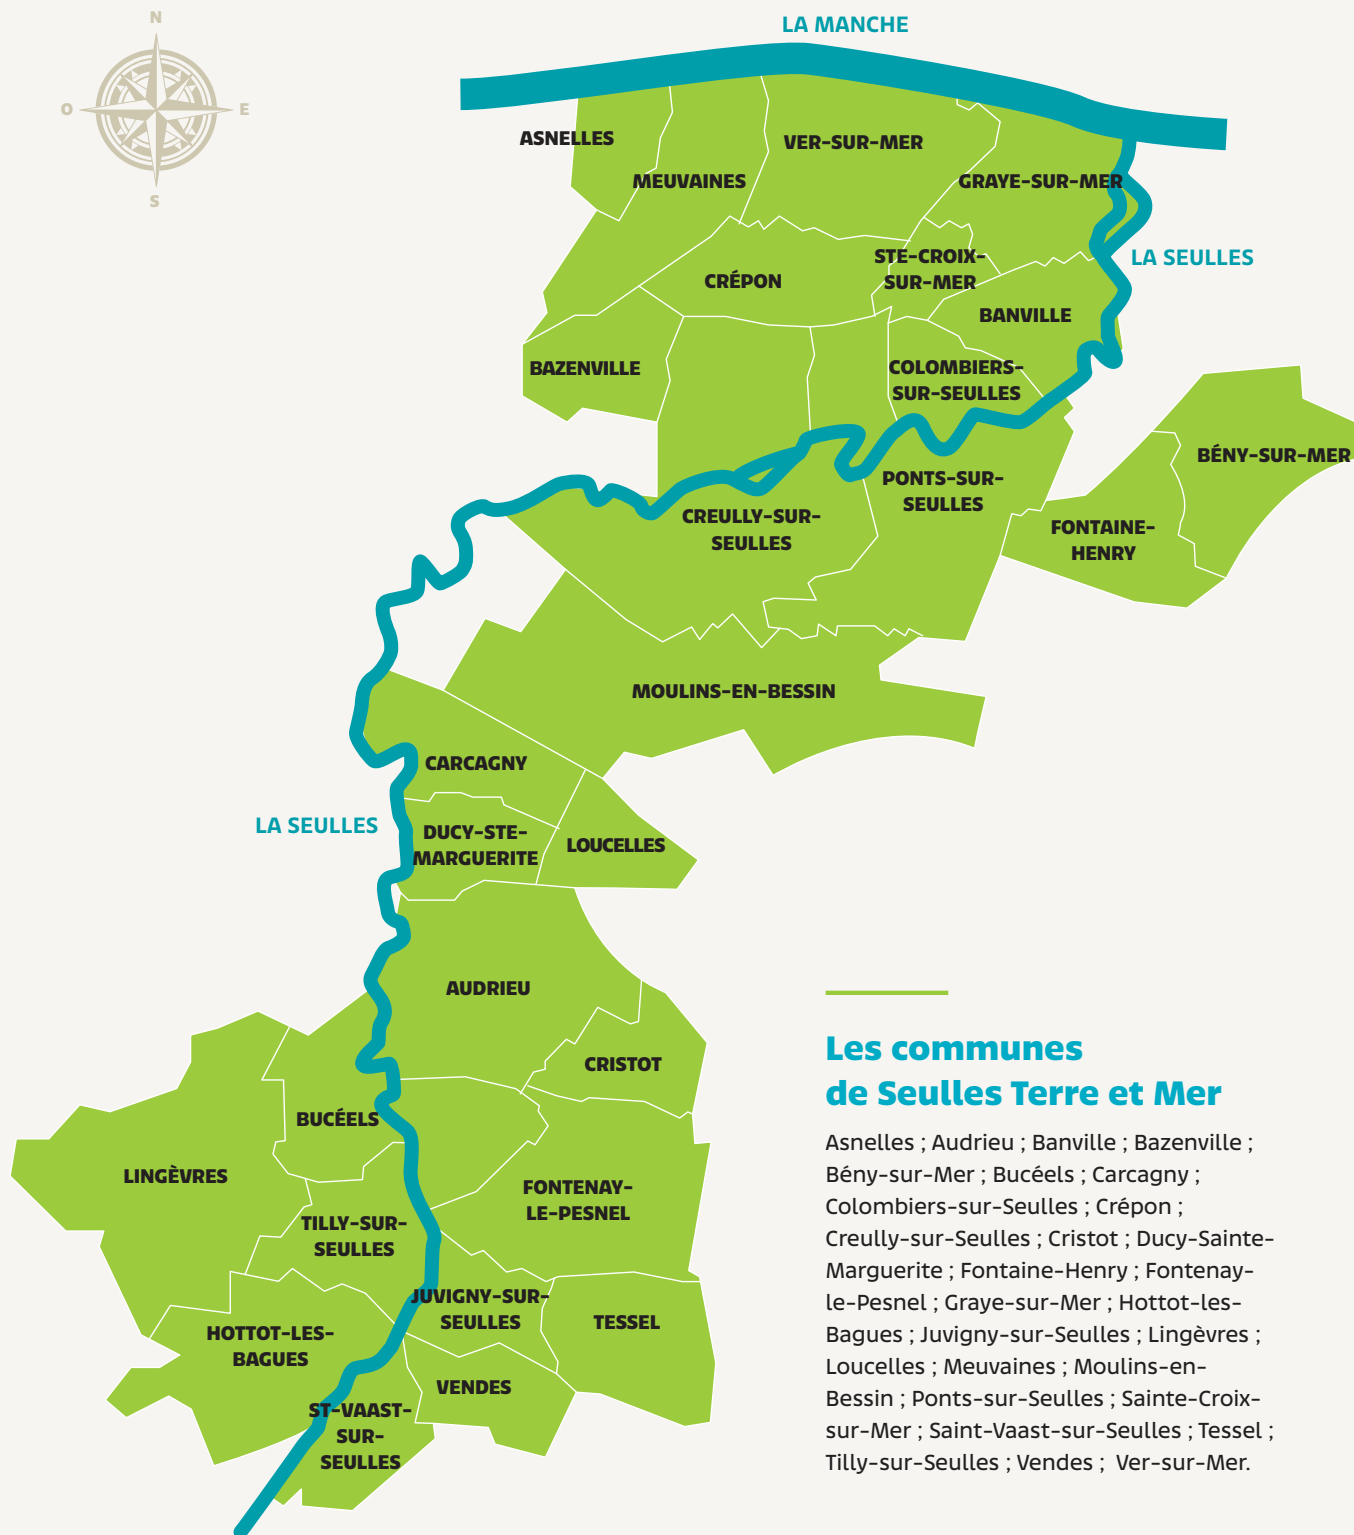 N
O
E
S
LA MANCHE
ASNELLES
VER-SUR-MER
MEUVAINES
GRAYE-SUR-MER
LA SEULLES
STE-CROIX-
SUR-MER
CRÉPON
BANVILLE
BAZENVILLE
COLOMBIERS-
SUR-SEULLES
BÉNY-SUR-MER
PONTS-SUR-
SEULLES
CREULLY-SUR-
SEULLES
FONTAINE-
HENRY
MOULINS-EN-BESSIN
CARCAGNY
LA SEULLES
DUCY-STE-
MARGUERITE
LOUCELLES
AUDRIEU
CRISTOT
BUCÉELS
LINGÈVRES
FONTENAY-
LE-PESNEL
TILLY-SUR-
SEULLES
JUVIGNY-SUR-
SEULLES
TESSEL
HOTTOT-LES-
BAGUES
VENDES
ST-VAAST-
SUR-
SEULLES
Les communes
de Seulles Terre et Mer
Asnelles ; Audrieu ; Banville ; Bazenville ;
Bény-sur-Mer ; Bucéels ; Carcagny ;
Colombiers-sur-Seulles ; Crépon ;
Creully-sur-Seulles ; Cristot ; Ducy-Sainte-
Marguerite ; Fontaine-Henry ; Fontenay-
le-Pesnel ; Graye-sur-Mer ; Hottot-les-
Bagues ; Juvigny-sur-Seulles ; Lingèvres ;
Loucelles ; Meuvaines ; Moulins-en-
Bessin ; Ponts-sur-Seulles ; Sainte-Croix-
sur-Mer ; Saint-Vaast-sur-Seulles ; Tessel ;
Tilly-sur-Seulles ; Vendes ; Ver-sur-Mer.